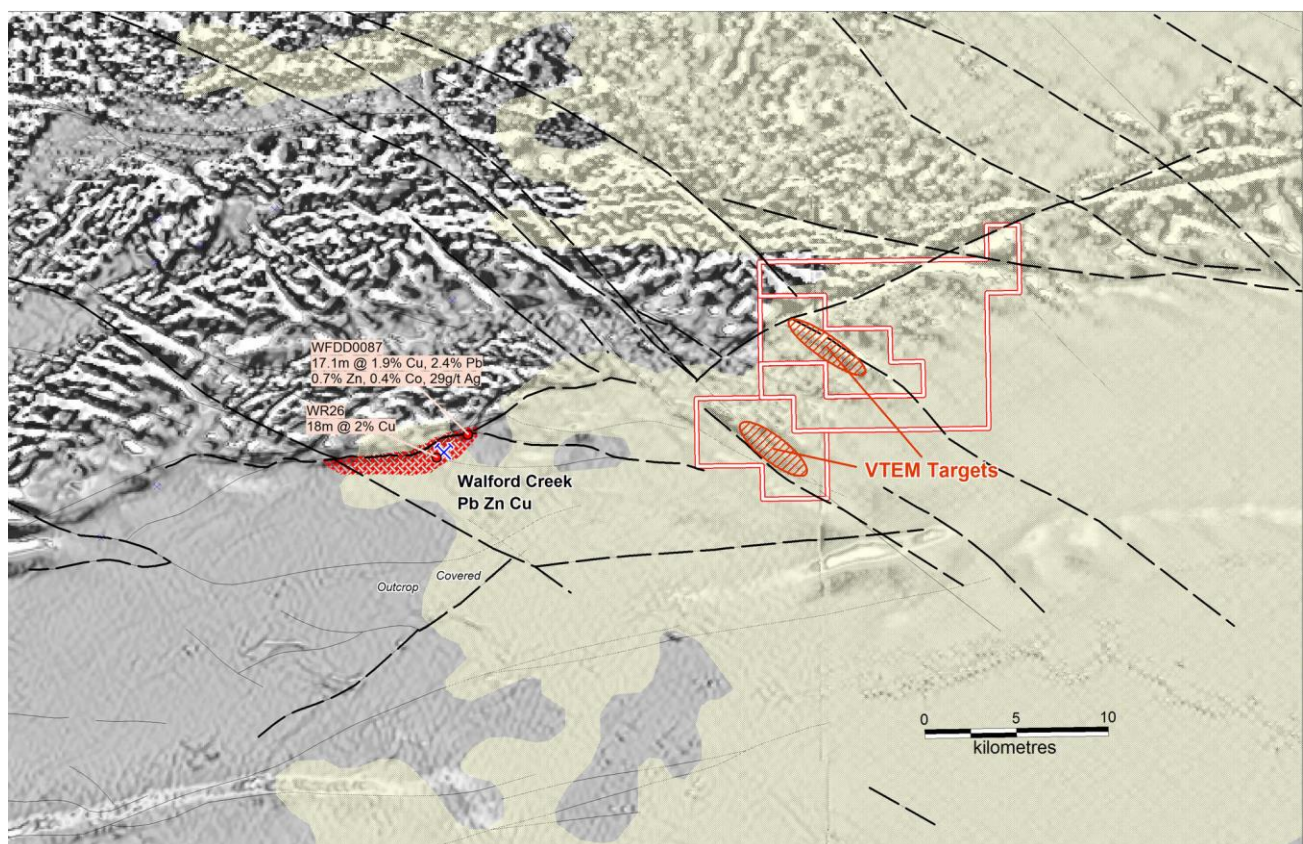 WFDD0087
17.1m @ 1.9% Cu, 2.4% Pb
0.7% Zn, 0.4% Co, 29g/t Ag
WR26
18m @ 2% Cu
Walford Creek
Pb Zn Cu
VTEM Targets
Outcrop
Covered
0 5 10
kilometres